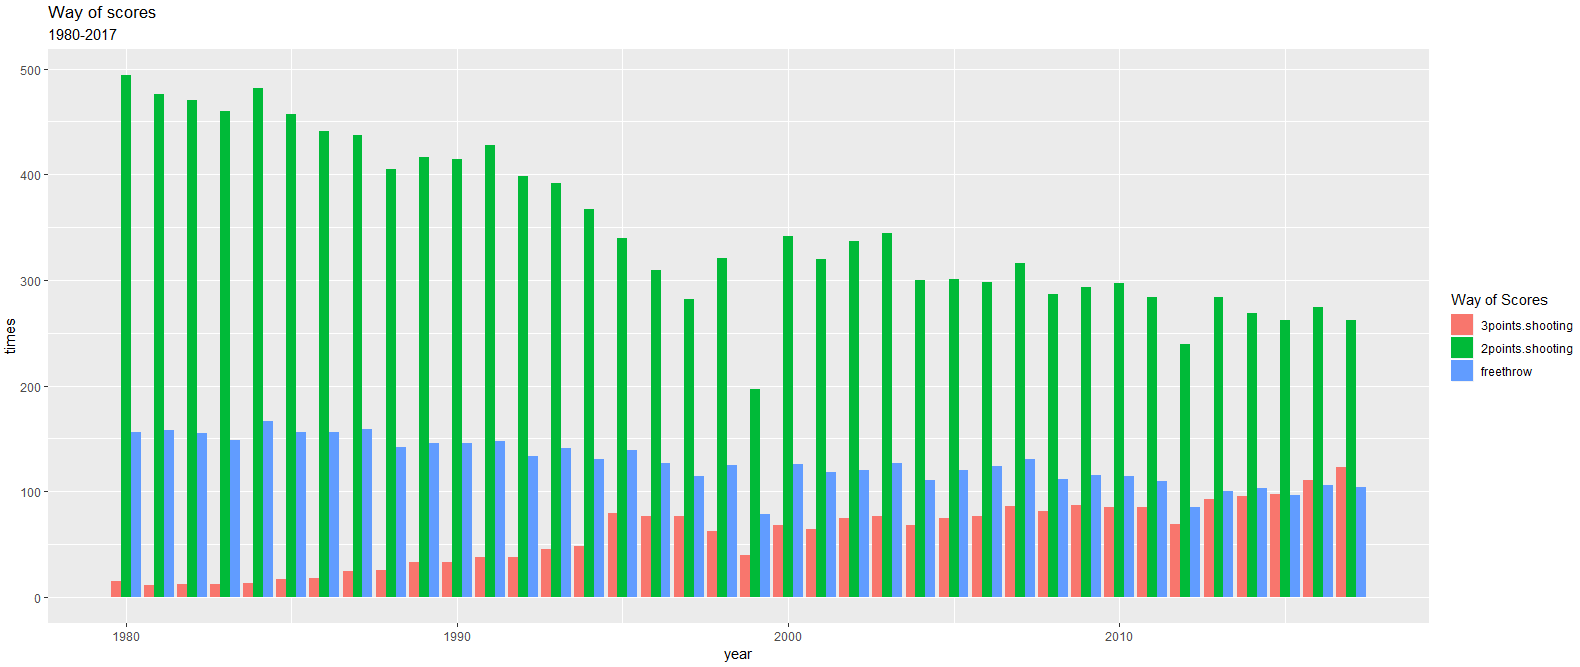 Way of scores
1980-2017
500
400
300
200
100
0
times
1980
1990
2000
2010
year
Way of Scores
3points.shooting
2points.shooting
freethrow